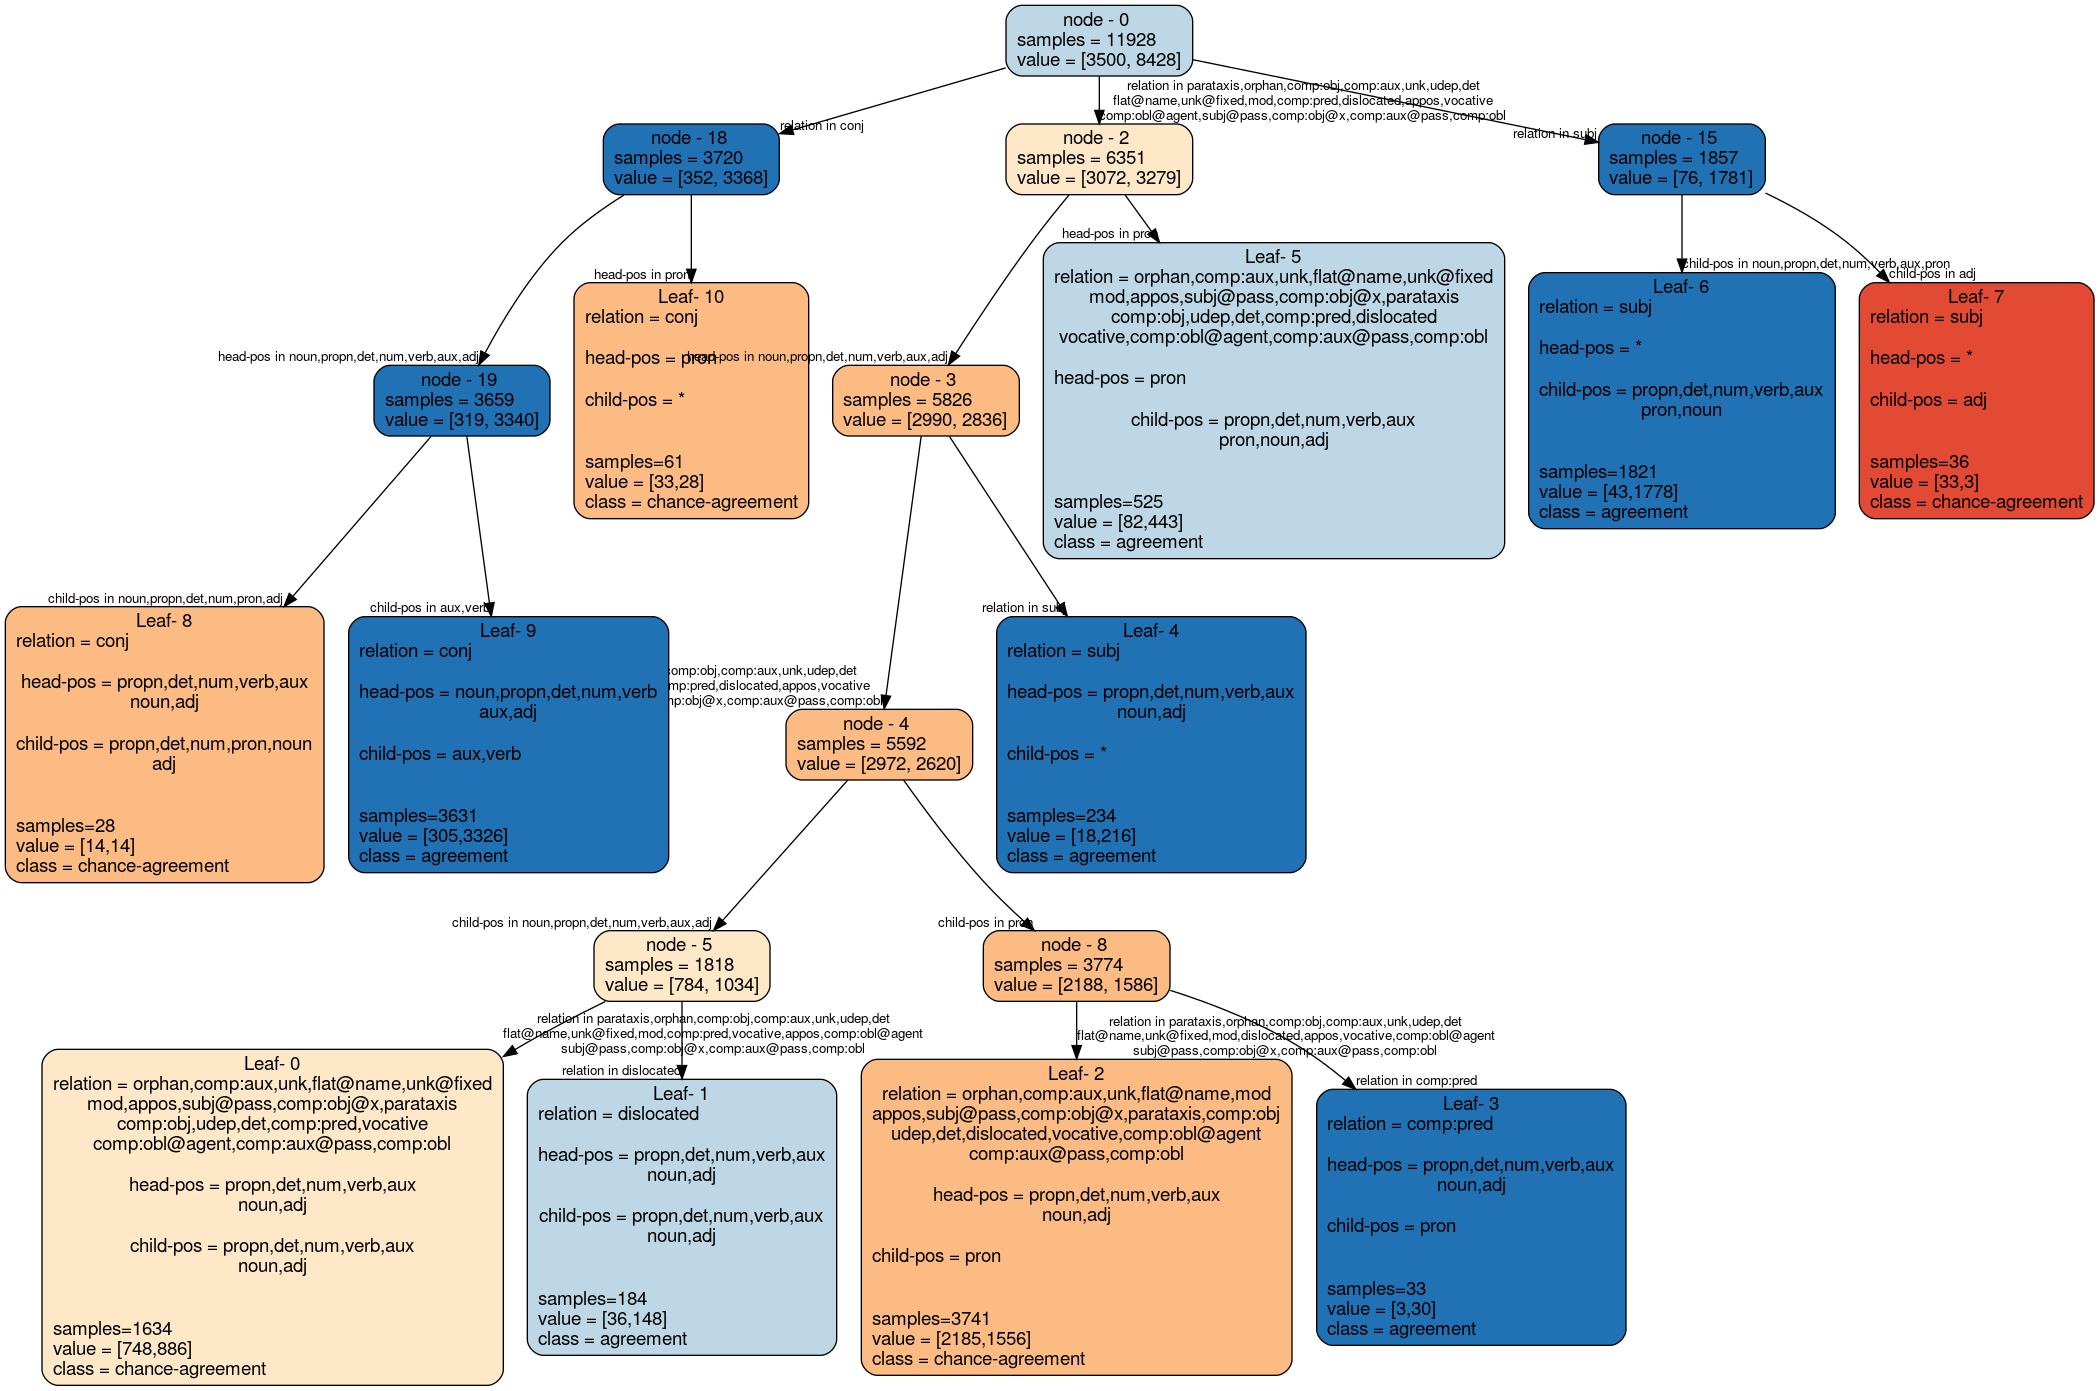 node - 0
samples = 11928
value = [3500, 8428]
relation in conj
relation in parataxis,orphan,comp:obj,comp:aux,unk,udep,det
flat@name,unk@fixed,mod,comp:pred,dislocated,appos,vocative
comp:obl@agent,subj@pass,comp:obj@x,comp:aux@pass,comp:obl
relation in subj
node - 18
samples = 3720
value = [352, 3368]
node - 2
samples = 6351
value = [3072, 3279]
node - 15
samples = 1857
value = [76, 1781]
head-pos in noun,propn,det,num,verb,aux,adj
head-pos in pron
head-pos in noun,propn,det,num,verb,aux,adj
head-pos in pron
child-pos in noun,propn,det,num,verb,aux,pron
child-pos in adj
node - 19
samples = 3659
value = [319, 3340]
Leaf- 10
relation = conj
head-pos = pron
child-pos = *
samples=61
value = [33,28]
class = chance-agreement
node - 3
samples = 5826
value = [2990, 2836]
Leaf- 5
relation = orphan,comp:aux,unk,flat@name,unk@fixed
mod,appos,subj@pass,comp:obj@x,parataxis
comp:obj,udep,det,comp:pred,dislocated
vocative,comp:obl@agent,comp:aux@pass,comp:obl
head-pos = pron
child-pos = propn,det,num,verb,aux
pron,noun,adj
samples=525
value = [82,443]
class = agreement
Leaf- 6
relation = subj
head-pos = *
child-pos = propn,det,num,verb,aux
pron,noun
samples=1821
value = [43,1778]
class = agreement
Leaf- 7
relation = subj
head-pos = *
child-pos = adj
samples=36
value = [33,3]
class = chance-agreement
child-pos in noun,propn,det,num,pron,adj
child-pos in aux,verb
comp:obj,comp:aux,unk,udep,det
comp:pred,dislocated,appos,vocative
comp:obj@x,comp:aux@pass,comp:obl
relation in subj
Leaf- 8
relation = conj
head-pos = propn,det,num,verb,aux
noun,adj
child-pos = propn,det,num,pron,noun
adj
samples=28
value = [14,14]
class = chance-agreement
Leaf- 9
relation = conj
head-pos = noun,propn,det,num,verb
aux,adj
child-pos = aux,verb
samples=3631
value = [305,3326]
class = agreement
node - 4
samples = 5592
value = [2972, 2620]
Leaf- 4
relation = subj
head-pos = propn,det,num,verb,aux
noun,adj
child-pos = *
samples=234
value = [18,216]
class = agreement
child-pos in noun,propn,det,num,verb,aux,adj
child-pos in pron
node - 5
samples = 1818
value = [784, 1034]
node - 8
samples = 3774
value = [2188, 1586]
relation in parataxis,orphan,comp:obj,comp:aux,unk,udep,det
flat@name,unk@fixed,mod,comp:pred,vocative,appos,comp:obl@agent
subj@pass,comp:obj@x,comp:aux@pass,comp:obl
relation in dislocated
relation in parataxis,orphan,comp:obj,comp:aux,unk,udep,det
flat@name,unk@fixed,mod,dislocated,appos,vocative,comp:obl@agent
subj@pass,comp:obj@x,comp:aux@pass,comp:obl
relation in comp:pred
Leaf- 0
relation = orphan,comp:aux,unk,flat@name,unk@fixed
mod,appos,subj@pass,comp:obj@x,parataxis
comp:obj,udep,det,comp:pred,vocative
comp:obl@agent,comp:aux@pass,comp:obl
head-pos = propn,det,num,verb,aux
noun,adj
child-pos = propn,det,num,verb,aux
noun,adj
samples=1634
value = [748,886]
class = chance-agreement
Leaf- 1
relation = dislocated
head-pos = propn,det,num,verb,aux
noun,adj
child-pos = propn,det,num,verb,aux
noun,adj
samples=184
value = [36,148]
class = agreement
Leaf- 2
relation = orphan,comp:aux,unk,flat@name,mod
appos,subj@pass,comp:obj@x,parataxis,comp:obj
udep,det,dislocated,vocative,comp:obl@agent
comp:aux@pass,comp:obl
head-pos = propn,det,num,verb,aux
noun,adj
child-pos = pron
samples=3741
value = [2185,1556]
class = chance-agreement
Leaf- 3
relation = comp:pred
head-pos = propn,det,num,verb,aux
noun,adj
child-pos = pron
samples=33
value = [3,30]
class = agreement